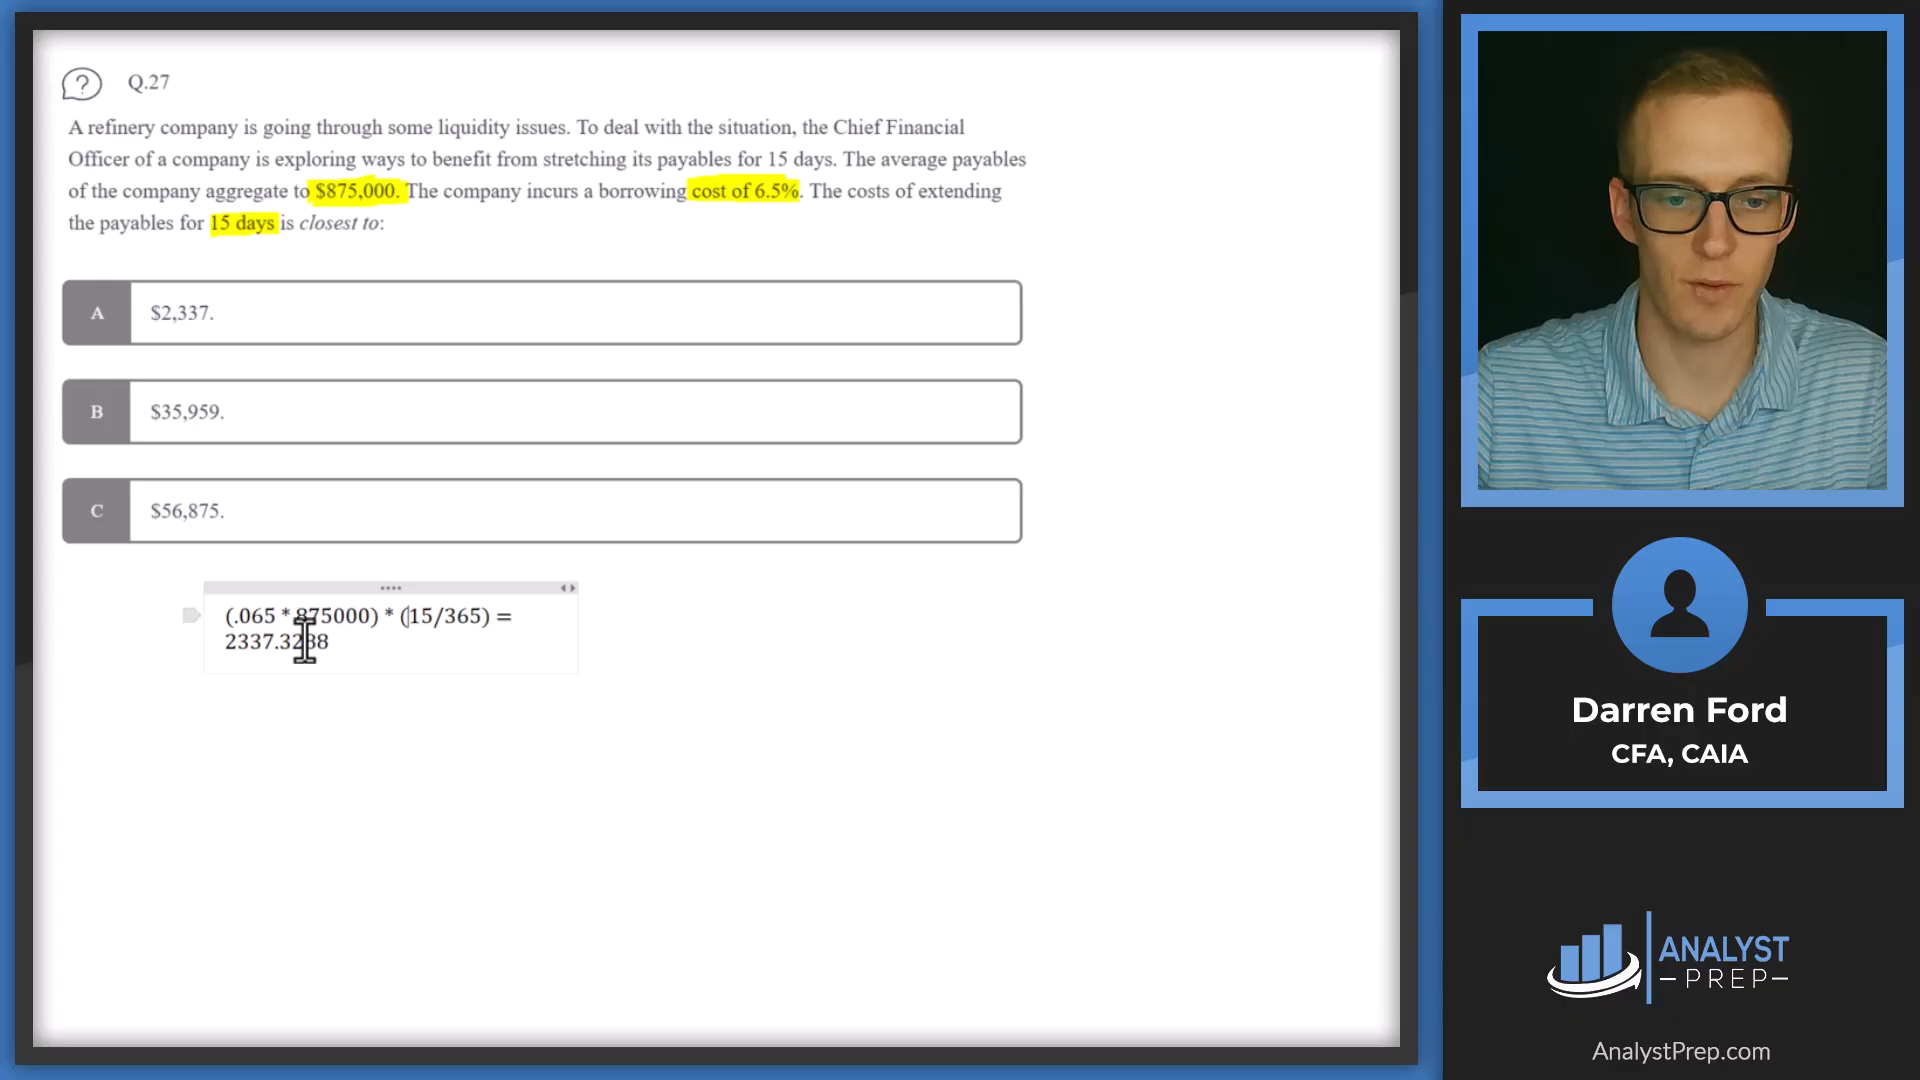 Q.27
A refinery company is going through some liquidity issues. To deal with the situation, the Chief Financial
Officer of a company is exploring ways to benefit from stretching its payables for 15 days. The average payables
of the company aggregate to $875,000. The company incurs a borrowing cost of 6.5%. The costs of extending
the payables for 15 days is closest to:
A $2,337.
B $35,959.
C $56,875.
(.065 * 875000) * (15/365) =
2337.3288
Darren Ford
CFA, CAIA
ANALYST
PREP
AnalystPrep.com